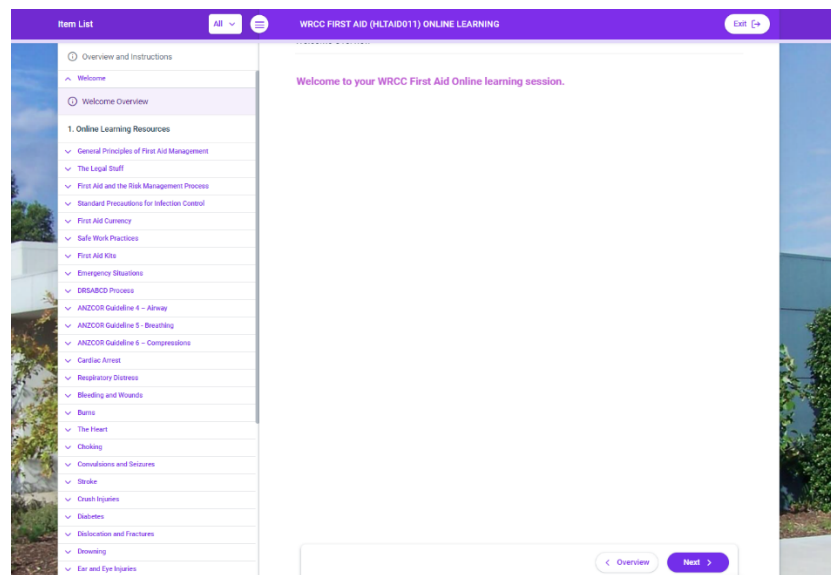 Item List
All
WRCC FIRST AID (HLTAID011) ONLINE LEARNING
Exit
Overview and Instructions
Welcome
Welcome Overview
1. Online Learning Resources
General Principles of First Aid Management
The Legal Stuff
First Aid and the Risk Management Process
Standard Precautions for Infection Control
First Aid Currency
Safe Work Practices
First Aid Kits
Emergency Situations
DRSABCD Process
ANZCOR Guideline 4 – Airway
ANZCOR Guideline 5 - Breathing
ANZCOR Guideline 6 – Compressions
Cardiac Arrest
Respiratory Distress
Bleeding and Wounds
Burns
The Heart
Choking
Convulsions and Seizures
Stroke
Crush Injuries
Diabetes
Dislocation and Fractures
Drowning
Ear and Eye Injuries
Welcome to your WRCC First Aid Online learning session.
Overview
Next